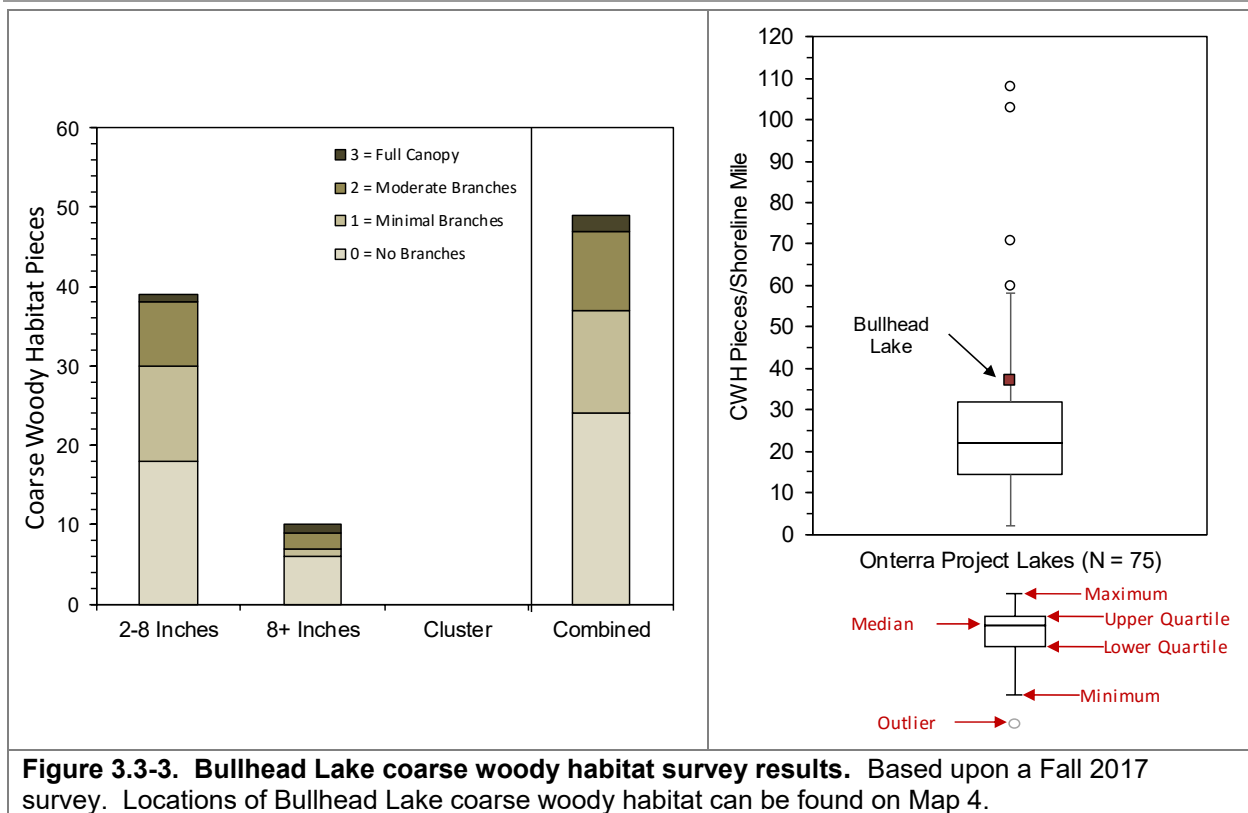 60
50
40
30
20
10
0
Coarse Woody Habitat Pieces
3 = Full Canopy
2 = Moderate Branches
1 = Minimal Branches
0 = No Branches
2-8 Inches
8+ Inches
Cluster
Combined
120
110
100
90
80
70
60
50
40
30
20
10
0
CWH Pieces/Shoreline Mile
Bullhead
Lake
Onterra Project Lakes (N = 75)
Maximum
Upper Quartile
Median
Lower Quartile
Minimum
Outlier
Figure 3.3-3. Bullhead Lake coarse woody habitat survey results. Based upon a Fall 2017
survey. Locations of Bullhead Lake coarse woody habitat can be found on Map 4.